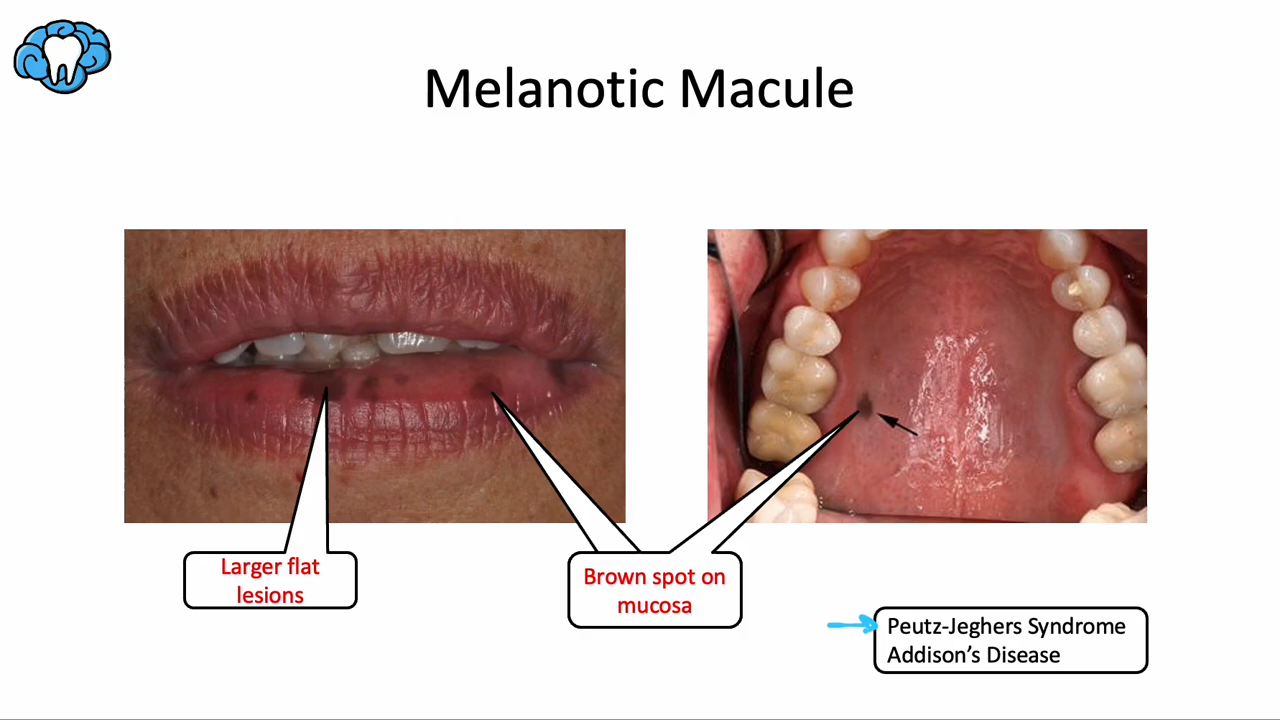 Melanotic Macule
Larger flat
lesions
Brown spot on
mucosa
Peutz-Jeghers Syndrome
Addison’s Disease